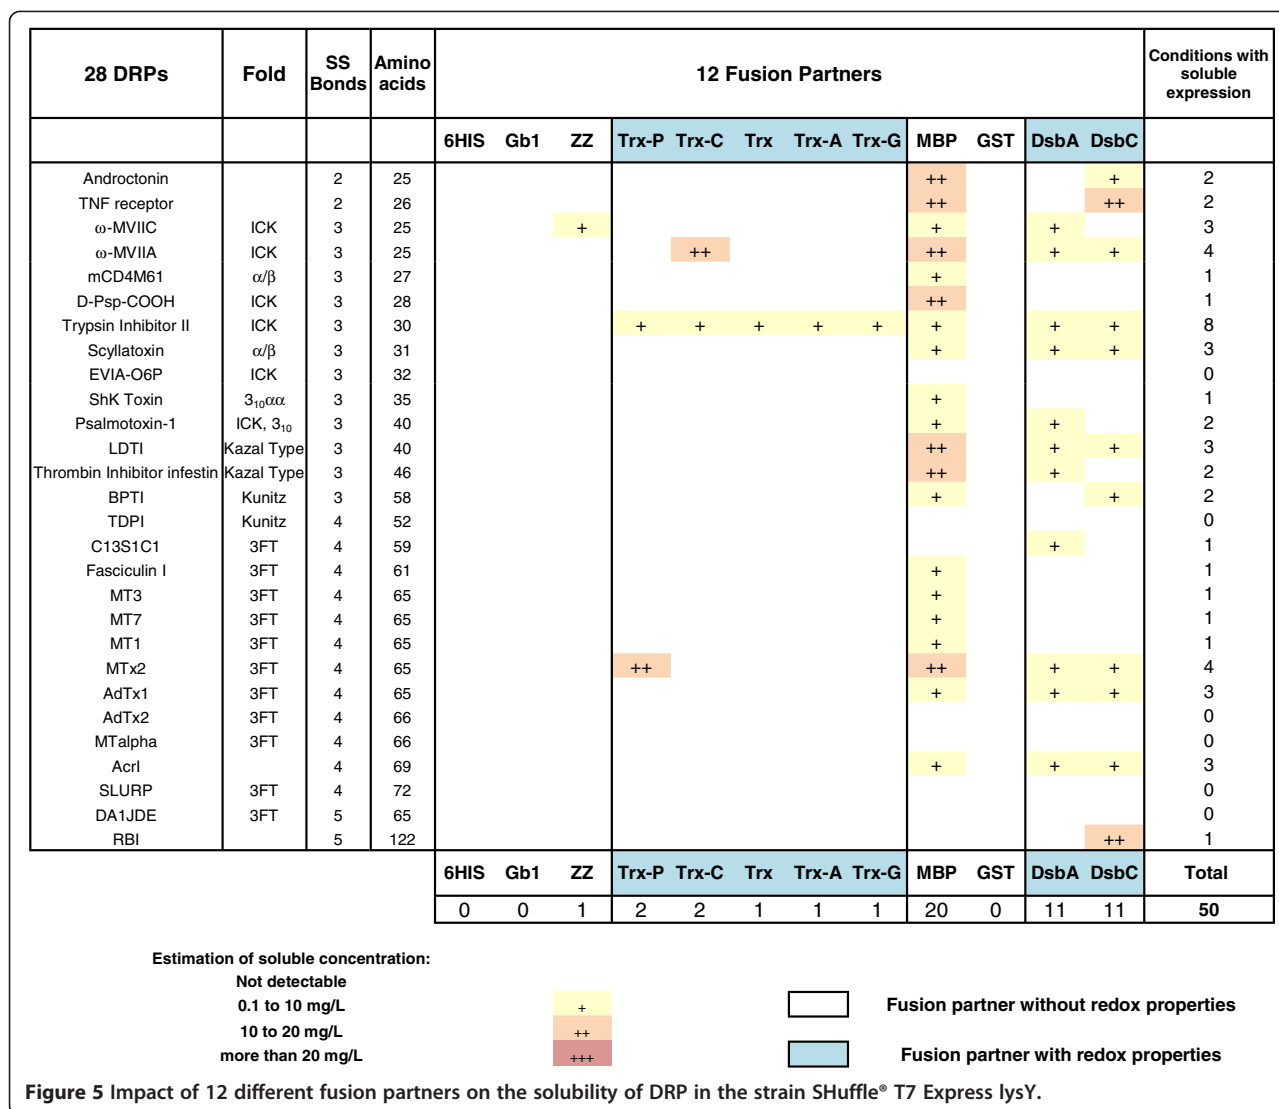 28 DRPs Fold SS Bonds Amino acids 12 Fusion Partners Conditions with soluble expression
6HIS Gb1 ZZ Trx-P Trx-C Trx Trx-A Trx-G MBP GST DsbA DsbC
Androctonin 2 25 ++ + 2
TNF receptor 2 26 ++ ++ 2
ω-MVIIC ICK 3 25 + + + 3
ω-MVIIA ICK 3 25 ++ ++ + + 4
mCD4M61 α/β 3 27 + 1
D-Psp-COOH ICK 3 28 ++ 1
Trypsin Inhibitor II ICK 3 30 + + + + + + + + 8
Scyllatoxin α/β 3 31 + + + 3
EVIA-O6P ICK 3 32 0
ShK Toxin 3₁₀αα 3 35 + 1
Psalmotoxin-1 ICK, 3₁₀ 3 40 + + 2
LDTI Kazal Type 3 40 ++ + + 3
Thrombin Inhibitor infestin Kazal Type 3 46 ++ + 2
BPTI Kunitz 3 58 + + 2
TDPI Kunitz 4 52 0
C13S1C1 3FT 4 59 + 1
Fasciculin I 3FT 4 61 + 1
MT3 3FT 4 65 + 1
MT7 3FT 4 65 + 1
MT1 3FT 4 65 + 1
MTx2 3FT 4 65 ++ ++ + + 4
AdTx1 3FT 4 65 + + + 3
AdTx2 3FT 4 66 0
MTalpha 3FT 4 66 0
AcrI 4 69 + + + 3
SLURP 3FT 4 72 0
DA1JDE 3FT 5 65 0
RBI 5 122 ++ 1
6HIS Gb1 ZZ Trx-P Trx-C Trx Trx-A Trx-G MBP GST DsbA DsbC Total
0 0 1 2 2 1 1 1 20 0 11 11 50
Estimation of soluble concentration:
Not detectable
0.1 to 10 mg/L + Fusion partner without redox properties
10 to 20 mg/L ++
more than 20 mg/L +++ Fusion partner with redox properties
Figure 5 Impact of 12 different fusion partners on the solubility of DRP in the strain SHuffle® T7 Express lysY.